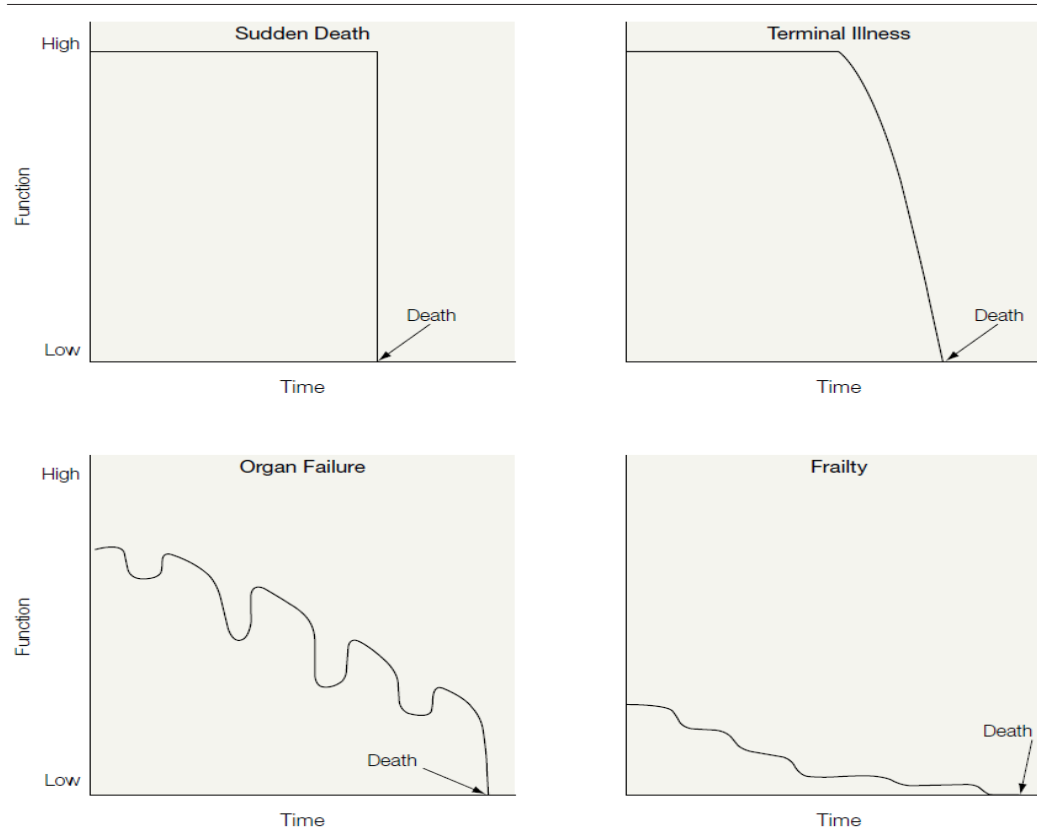 Sudden Death
High
Function
Death
Low
Time
Terminal Illness
Death
Time
Organ Failure
High
Function
Death
Low
Time
Frailty
Death
Time